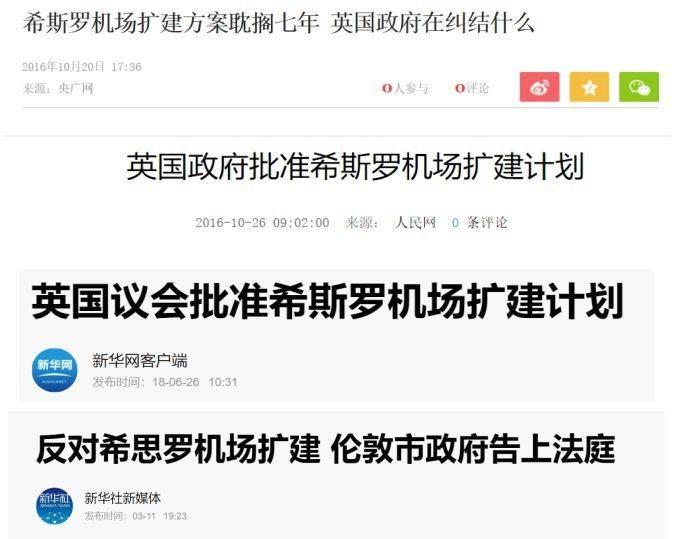 希斯罗机场扩建方案耽搁七年 英国政府在纠结什么
2016年10月20日 17:36
来源：央广网
0人参与 0评论
英国政府批准希斯罗机场扩建计划
2016-10-26 09:02:00 来源： 人民网 0 条评论
英国议会批准希斯罗机场扩建计划
新华网
新华网客户端
发布时间：18-06-26 10:31
反对希思罗机场扩建 伦敦市政府告上法庭
新华社
XINHUA NEWS
新华社新媒体
发布时间：03-11 19:23